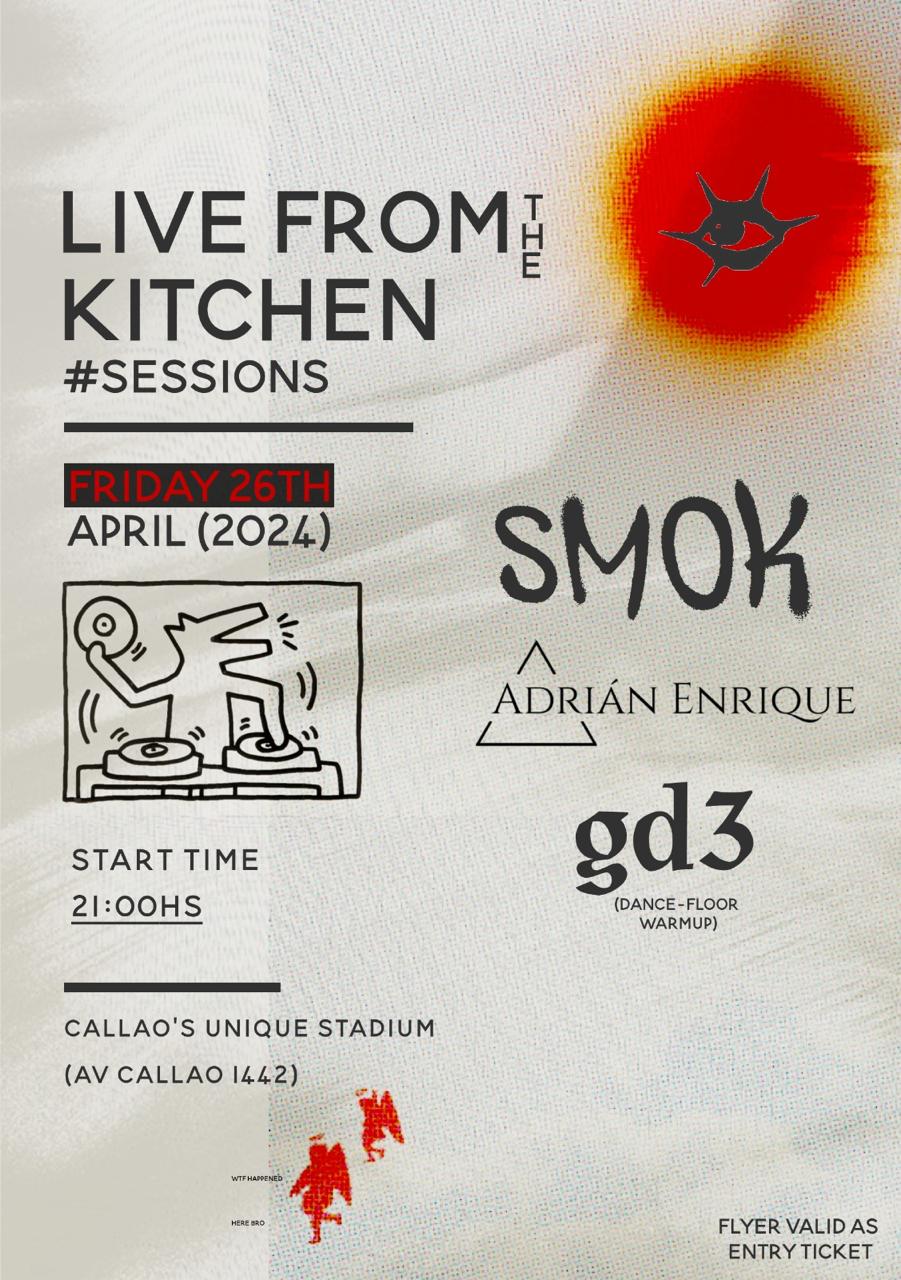 LIVE FROM THE
KITCHEN
#SESSIONS
FRIDAY 26TH
APRIL (2024)
SMOK
ADRIÁN ENRIQUE
gd3
(DANCE-FLOOR
WARMUP)
START TIME
21:00HS
CALLAO'S UNIQUE STADIUM
(AV CALLAO 1442)
WTF HAPPENED
HERE BRO
FLYER VALID AS
ENTRY TICKET